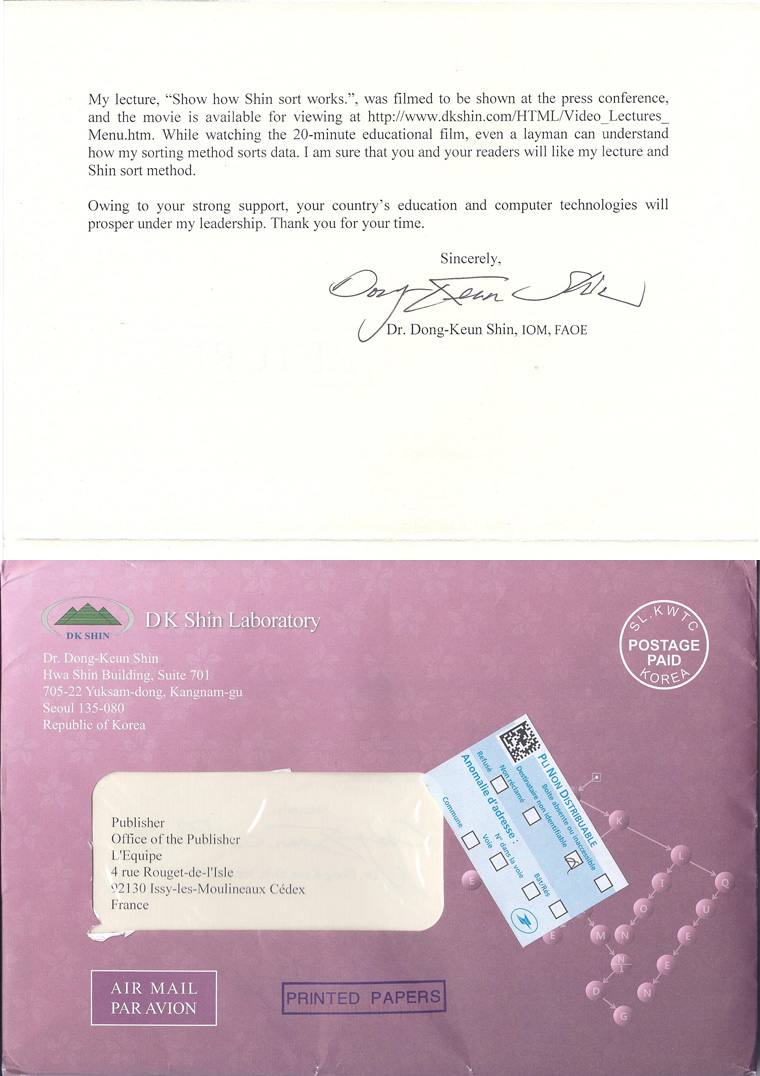 My lecture, “Show how Shin sort works.”, was filmed to be shown at the press conference,
and the movie is available for viewing at http://www.dkshin.com/HTML/Video_Lectures_
Menu.htm. While watching the 20-minute educational film, even a layman can understand
how my sorting method sorts data. I am sure that you and your readers will like my lecture and
Shin sort method.
Owing to your strong support, your country’s education and computer technologies will
prosper under my leadership. Thank you for your time.
Sincerely,
Dong-Keun Shin
Dr. Dong-Keun Shin, IOM, FAOE
DK SHIN
DK Shin Laboratory
Dr. Dong-Keun Shin
Hwa Shin Building, Suite 701
705-22 Yuksam-dong, Kangnam-gu
Seoul 135-080
Republic of Korea
SL.KWTC
POSTAGE
PAID
KOREA
PLI NON DISTRIBUABLE
Boîte absente ou inaccessible
Destinataire non identifiable
Non réclamé
Refusé
Anomalie d'adresse :
Bât/Rés
N° dans la voie
Voie
Commune
Publisher
Office of the Publisher
L'Equipe
4 rue Rouget-de-l'Isle
92130 Issy-les-Moulineaux Cédex
France
K
L
I
Q
E
O
U
E
M
N
E
N
E
D
N
G
AIR MAIL
PAR AVION
PRINTED PAPERS